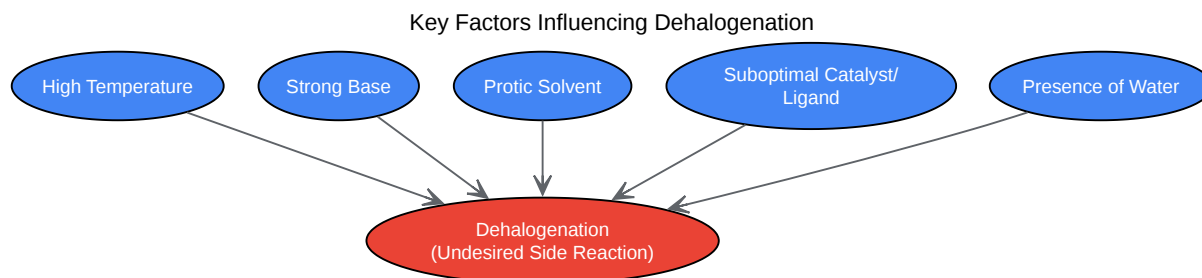 Key Factors Influencing Dehalogenation
High Temperature
Strong Base
Protic Solvent
Suboptimal Catalyst/
Ligand
Presence of Water
Dehalogenation
(Undesired Side Reaction)